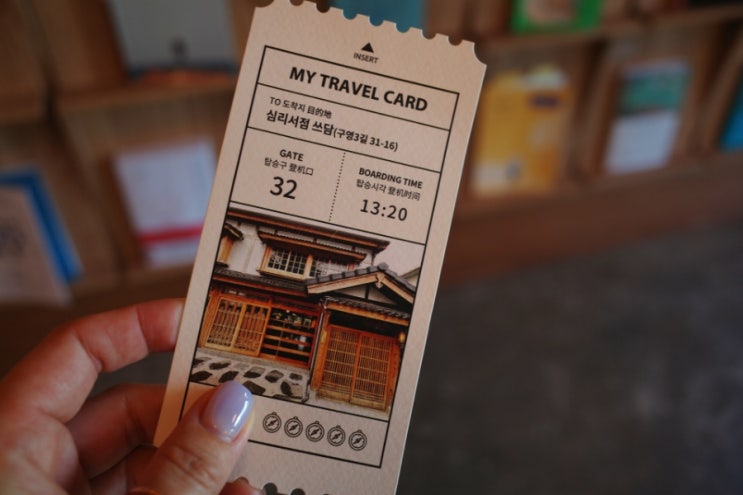 INSERT
MY TRAVEL CARD
TO 도착지 目的地
심리서점 쓰담(구영3길 31-16)
GATE
탑승구 登机口
32
BOARDING TIME
탑승시각 登机时间
13:20